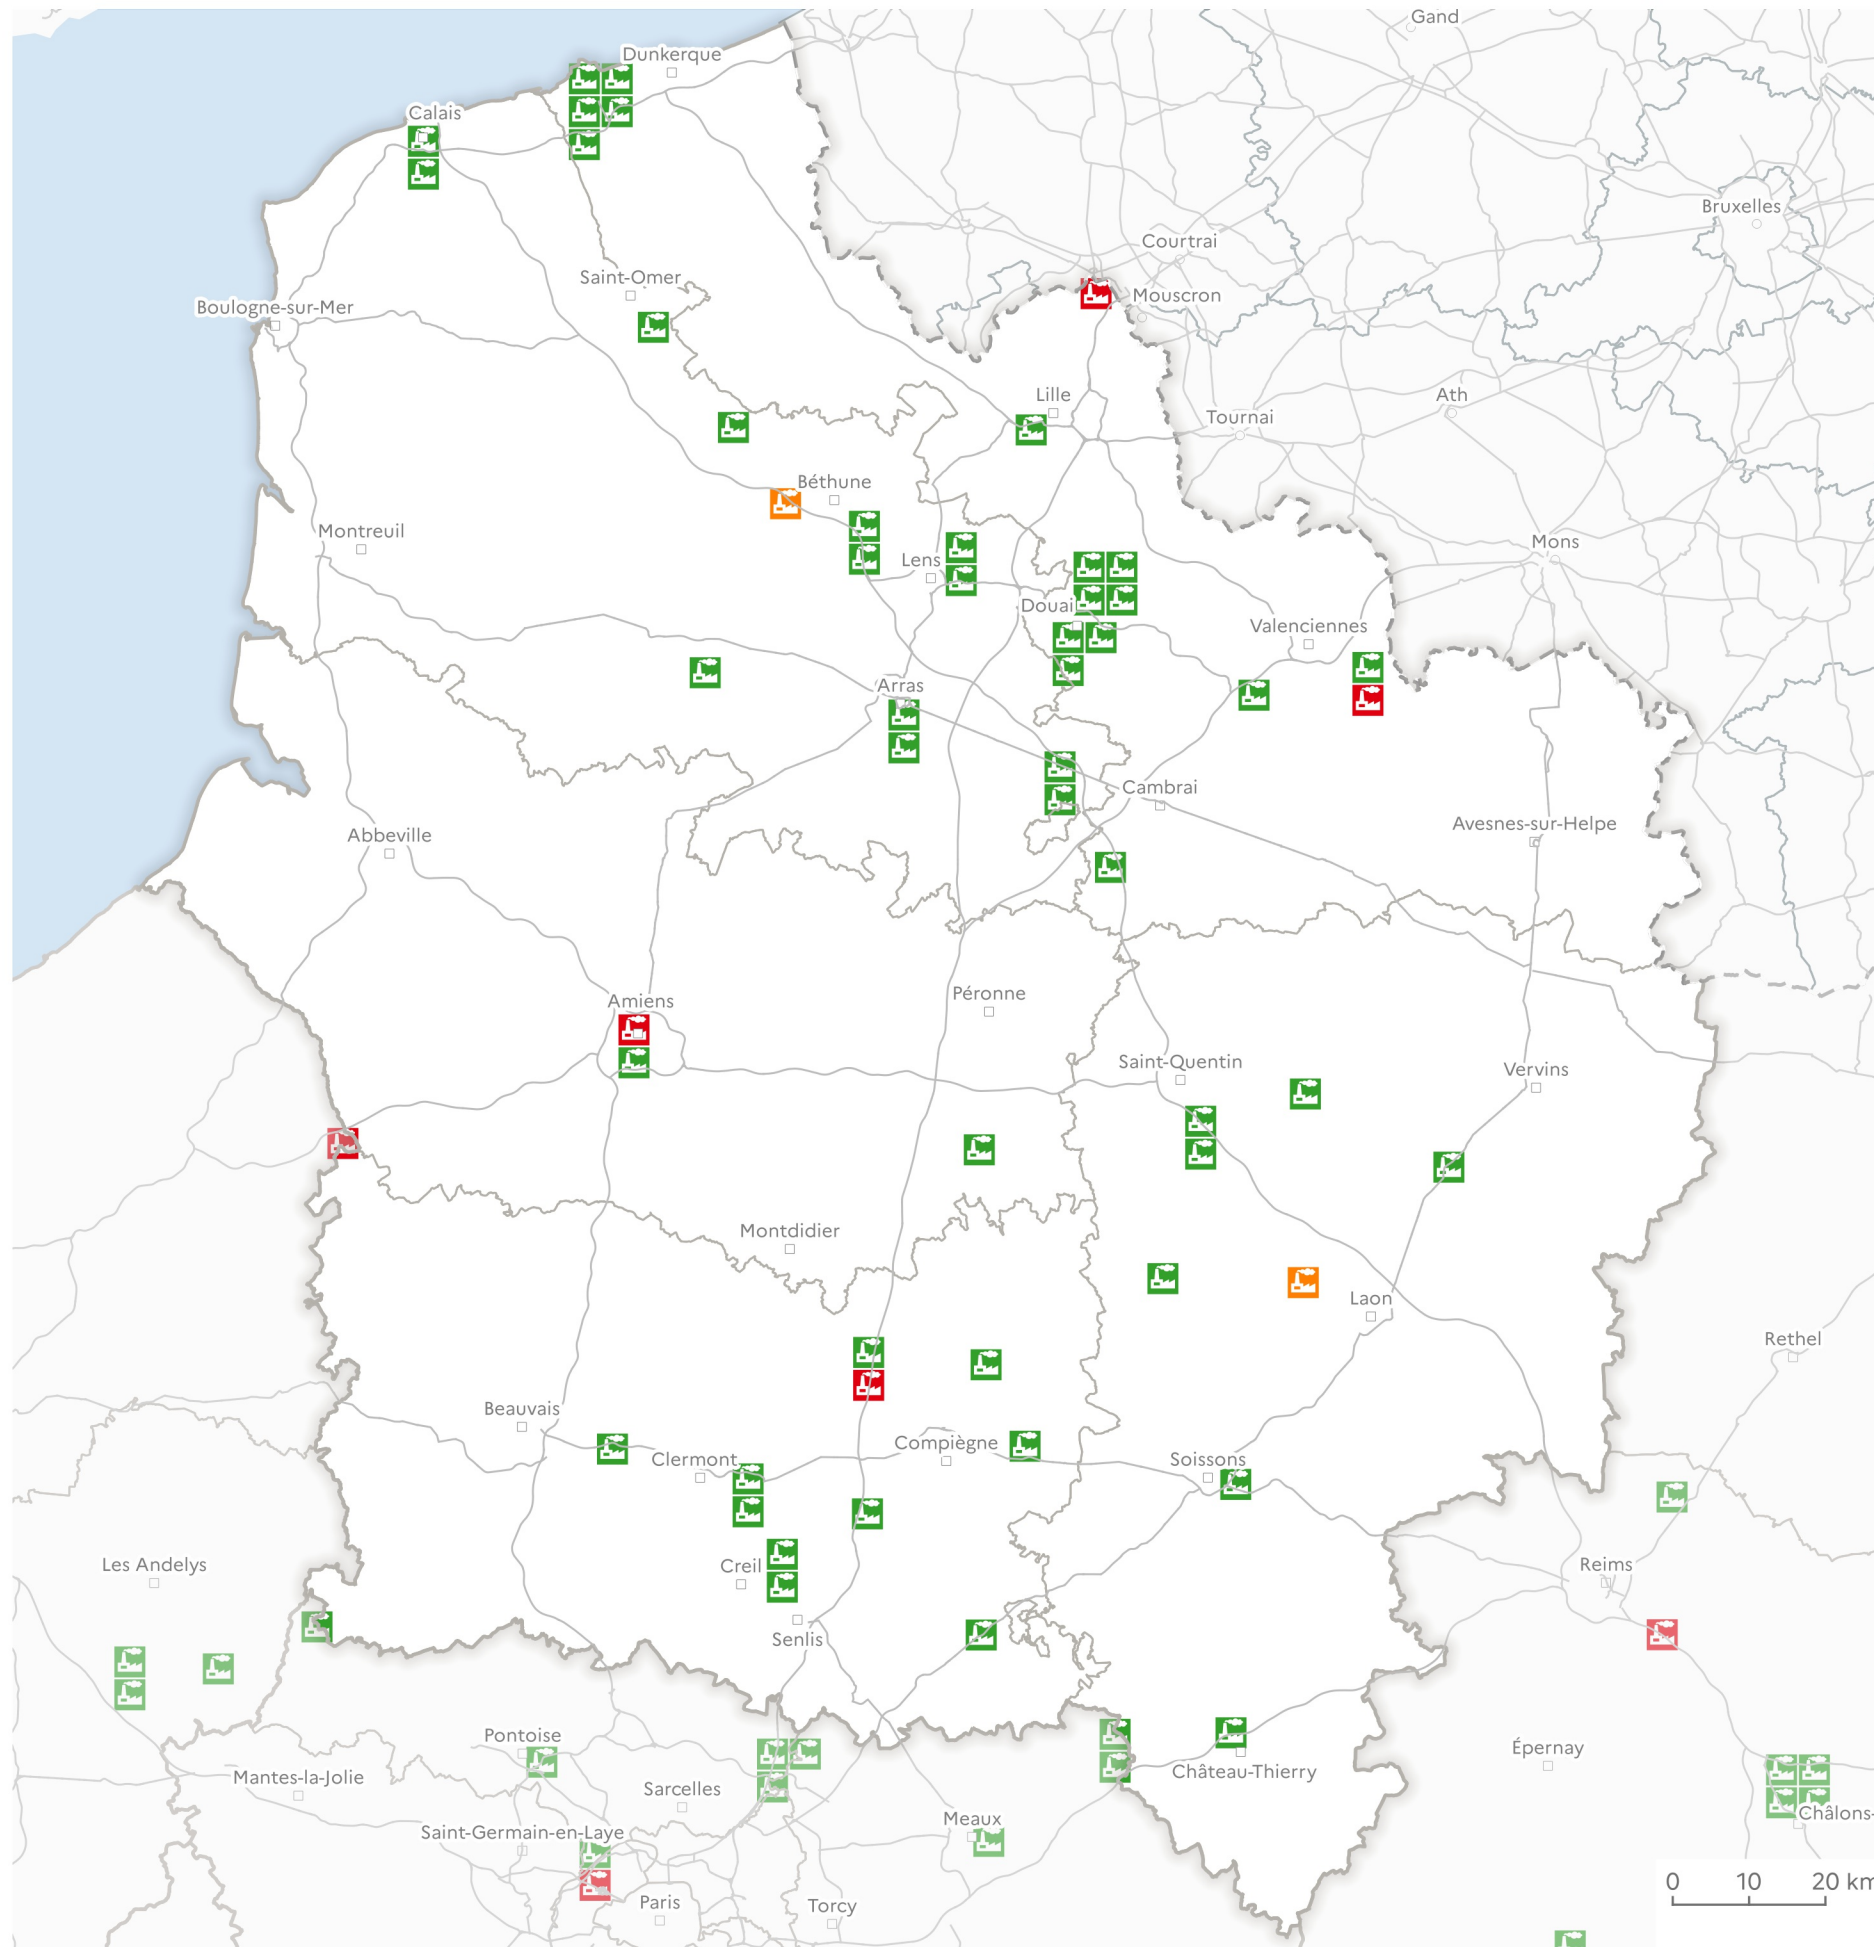 Gand
Dunkerque
Calais
Bruxelles
Courtrai
Saint-Omer
Mouscron
Boulogne-sur-Mer
Lille
Ath
Tournai
Béthune
Montreuil
Mons
Lens
Douai
Valenciennes
Arras
Cambrai
Avesnes-sur-Helpe
Abbeville
Péronne
Amiens
Saint-Quentin
Vervins
Montdidier
Laon
Rethel
Beauvais
Compiègne
Clermont
Soissons
Les Andelys
Creil
Reims
Senlis
Pontoise
Épernay
Château-Thierry
Mantes-la-Jolie
Sarcelles
Châlons-
Meaux
Saint-Germain-en-Laye
0 10 20 km
Paris
Torcy